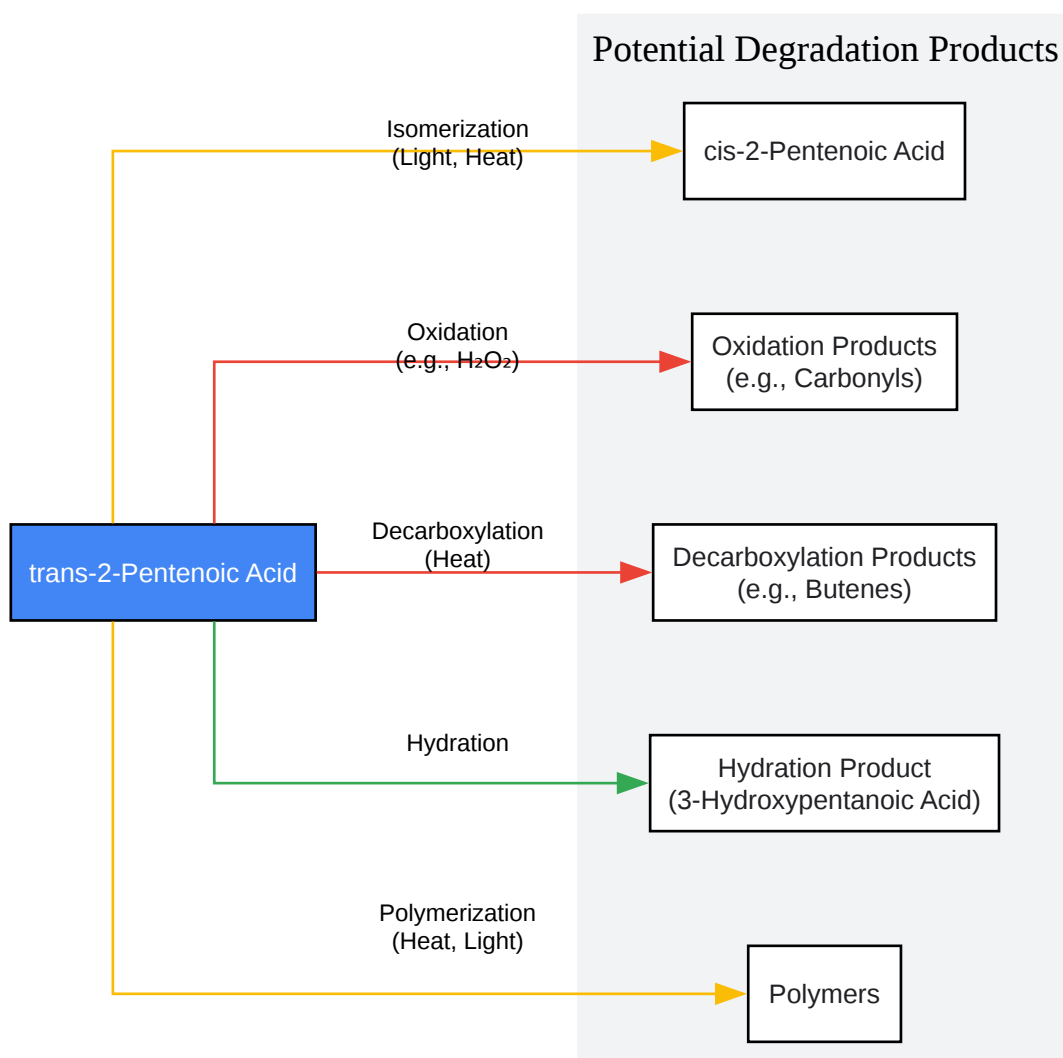 Potential Degradation Products
Isomerization
(Light, Heat)
cis-2-Pentenoic Acid
Oxidation
(e.g., H₂O₂)
Oxidation Products
(e.g., Carbonyls)
trans-2-Pentenoic Acid
Decarboxylation
(Heat)
Decarboxylation Products
(e.g., Butenes)
Hydration
Hydration Product
(3-Hydroxypentanoic Acid)
Polymerization
(Heat, Light)
Polymers